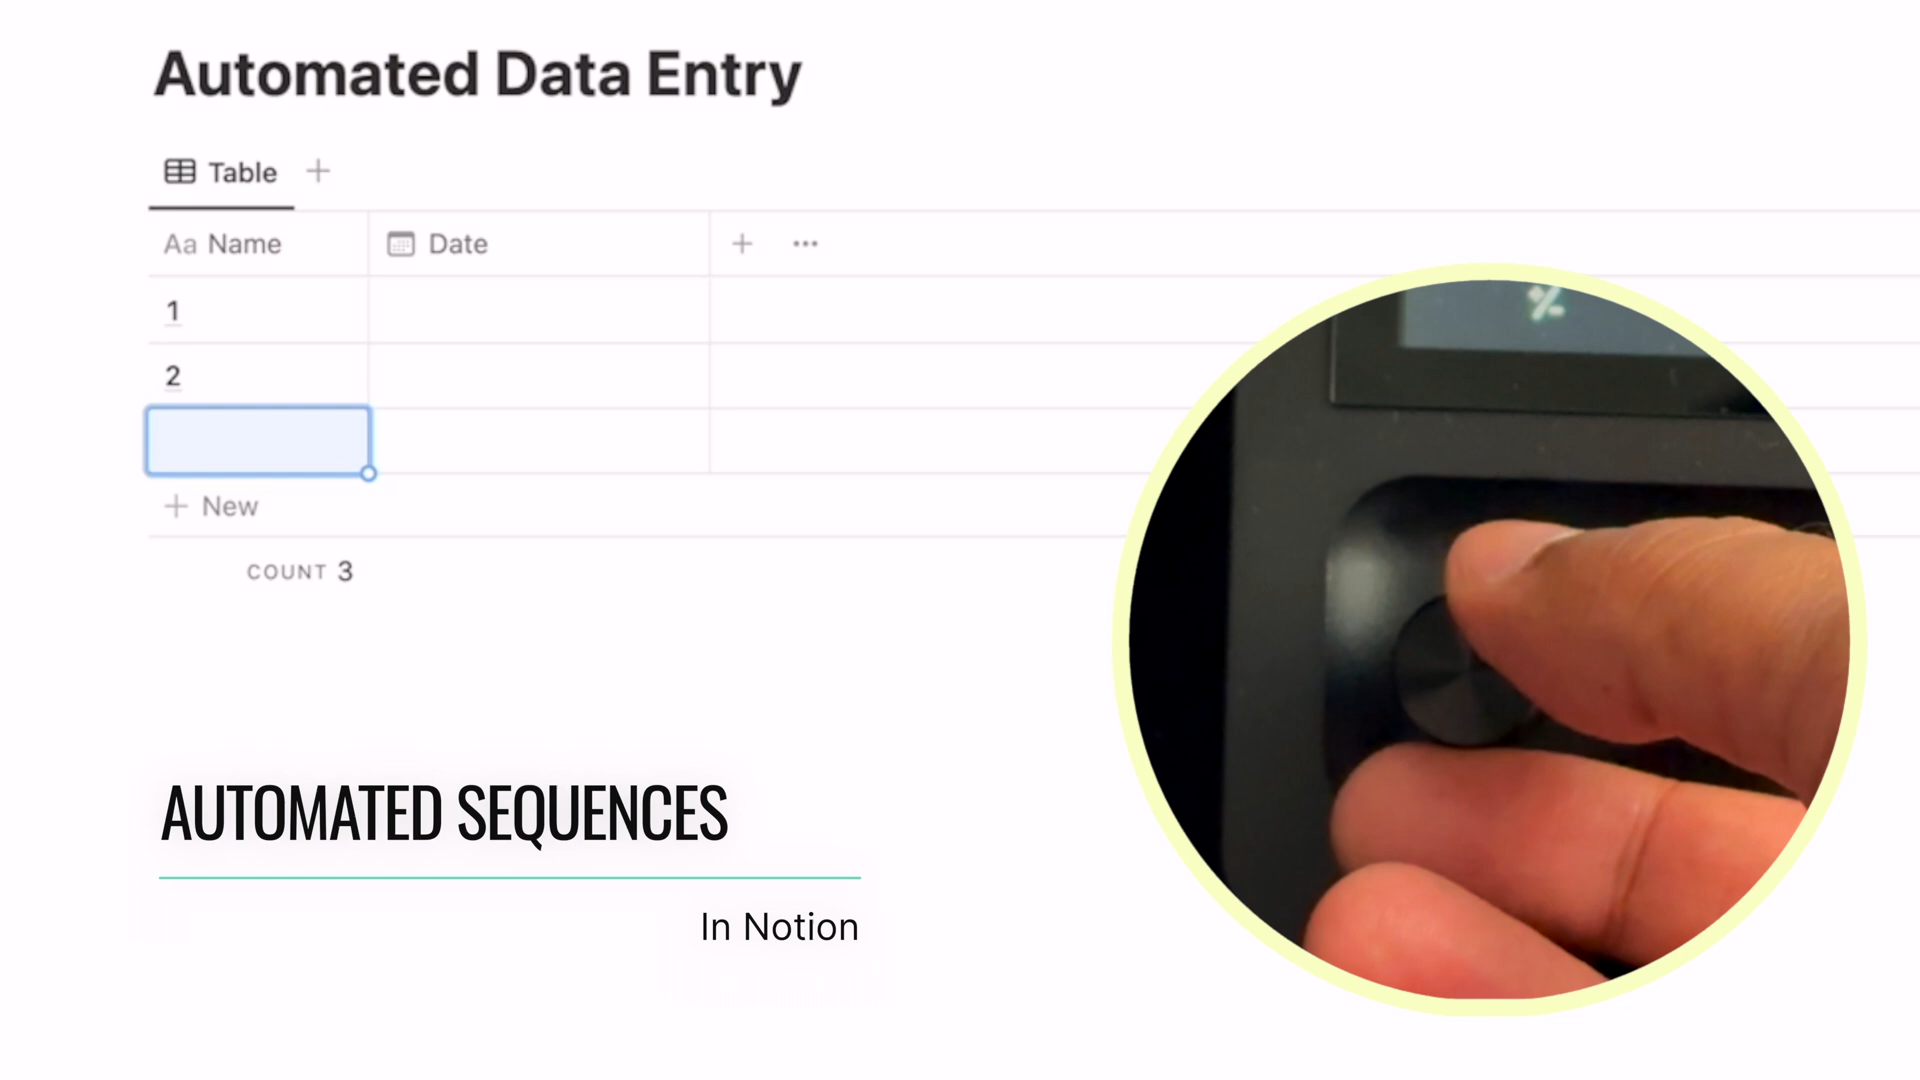 Automated Data Entry
Table
Aa Name Date
1
2
New
COUNT 3
AUTOMATED SEQUENCES
In Notion